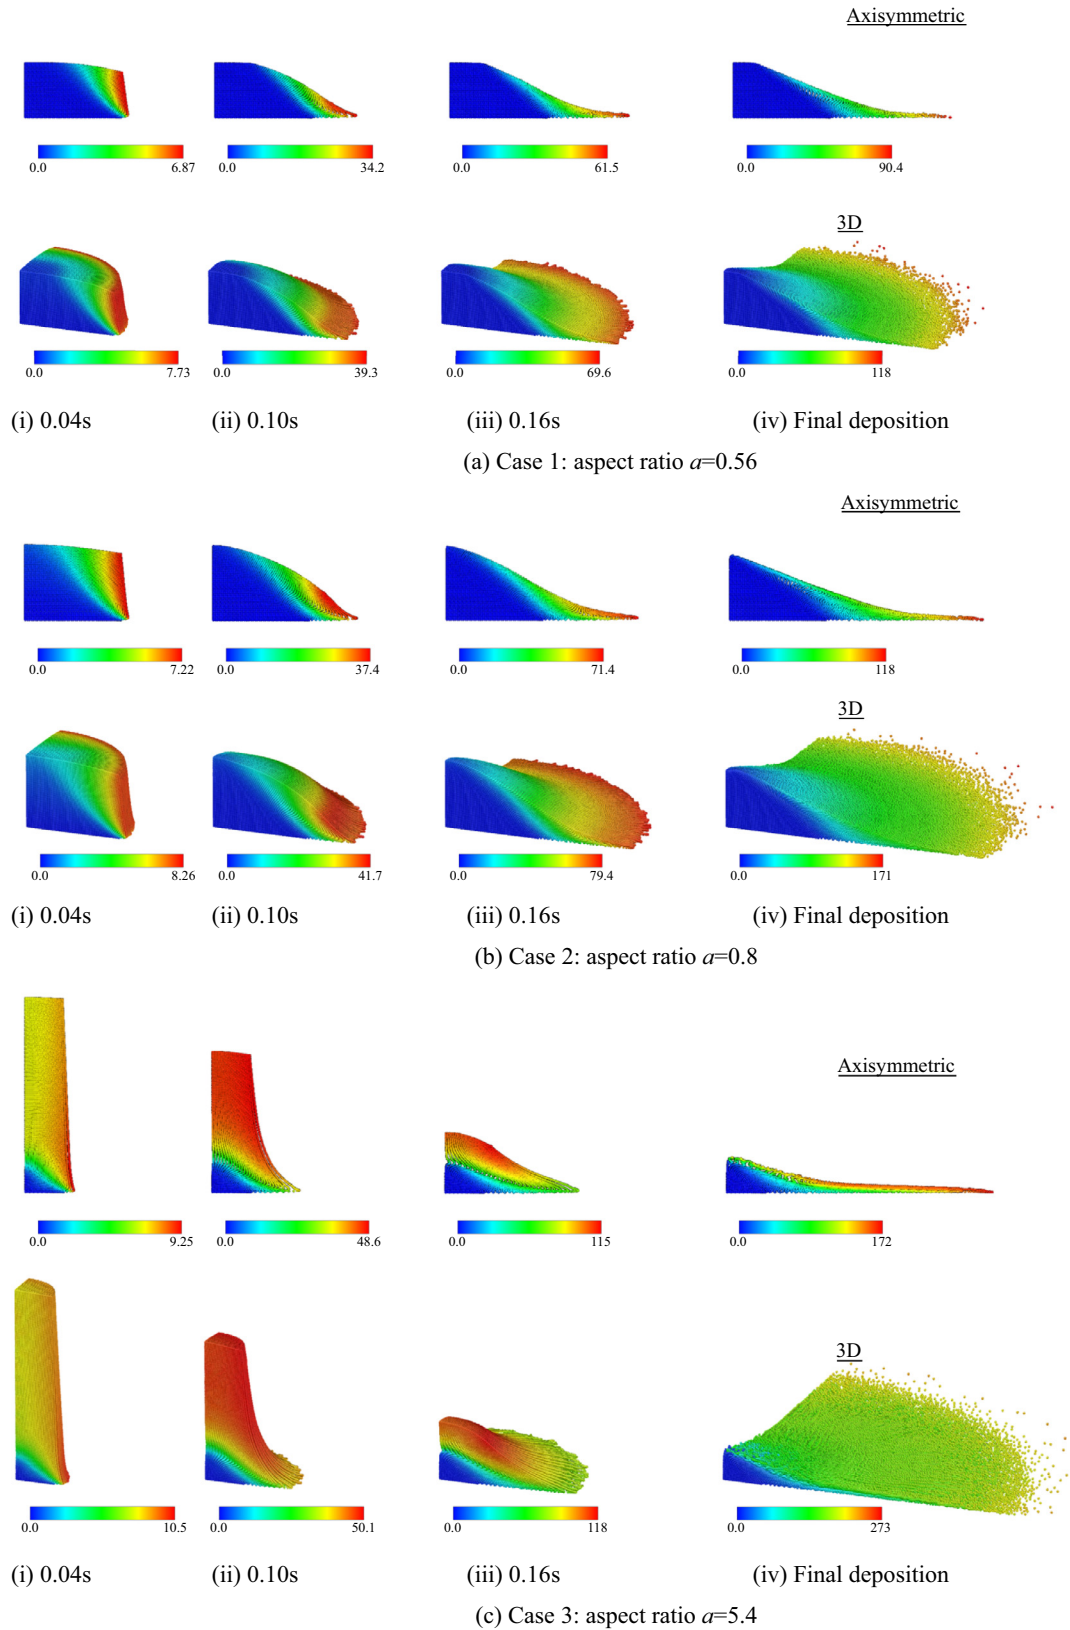 Axisymmetric
0.0 6.87 0.0 34.2 0.0 61.5 0.0 90.4
3D
0.0 7.73 0.0 39.3 0.0 69.6 0.0 118
(i) 0.04s (ii) 0.10s (iii) 0.16s (iv) Final deposition
(a) Case 1: aspect ratio a=0.56
Axisymmetric
0.0 7.22 0.0 37.4 0.0 71.4 0.0 118
3D
0.0 8.26 0.0 41.7 0.0 79.4 0.0 171
(i) 0.04s (ii) 0.10s (iii) 0.16s (iv) Final deposition
(b) Case 2: aspect ratio a=0.8
Axisymmetric
0.0 9.25 0.0 48.6 0.0 115 0.0 172
3D
0.0 10.5 0.0 50.1 0.0 118 0.0 273
(i) 0.04s (ii) 0.10s (iii) 0.16s (iv) Final deposition
(c) Case 3: aspect ratio a=5.4